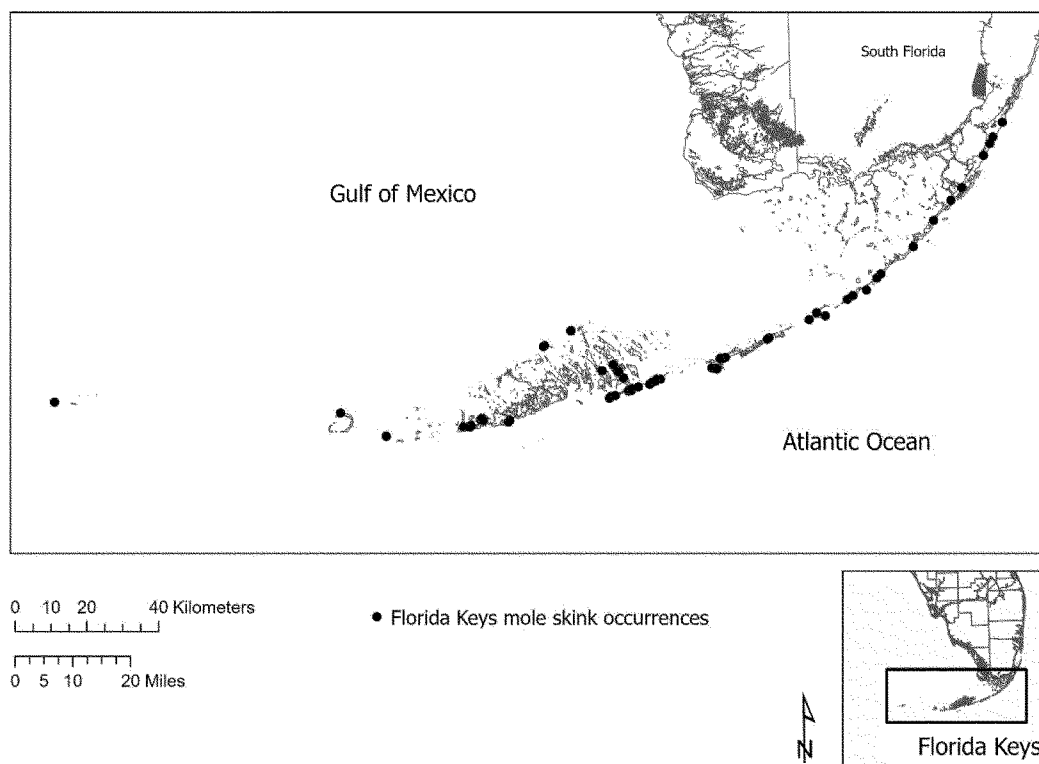 South Florida
Gulf of Mexico
Atlantic Ocean
0 10 20 40 Kilometers
0 5 10 20 Miles
Florida Keys mole skink occurrences
N
Florida Keys